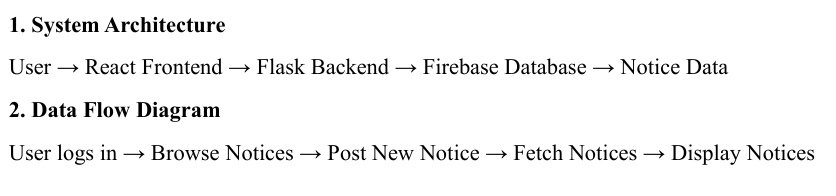 1. System Architecture
User → React Frontend → Flask Backend → Firebase Database → Notice Data
2. Data Flow Diagram
User logs in → Browse Notices → Post New Notice → Fetch Notices → Display Notices